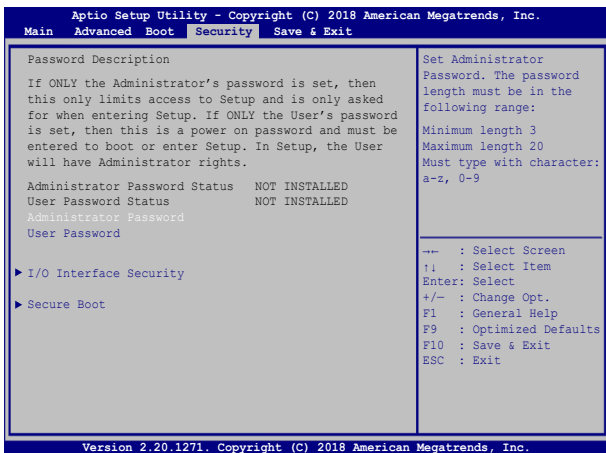 Aptio Setup Utility - Copyright (C) 2018 American Megatrends, Inc.
Main Advanced Boot Security Save & Exit
Password Description
If ONLY the Administrator's password is set, then
this only limits access to Setup and is only asked
for when entering Setup. If ONLY the User's password
is set, then this is a power on password and must be
entered to boot or enter Setup. In Setup, the User
will have Administrator rights.
Administrator Password Status NOT INSTALLED
User Password Status NOT INSTALLED
Administrator Password
User Password
I/O Interface Security
Secure Boot
Set Administrator
Password. The password
length must be in the
following range:
Minimum length 3
Maximum length 20
Must type with character:
a-z, 0-9
→← : Select Screen
↑↓ : Select Item
Enter: Select
+/— : Change Opt.
F1 : General Help
F9 : Optimized Defaults
F10 : Save & Exit
ESC : Exit
Version 2.20.1271. Copyright (C) 2018 American Megatrends, Inc.